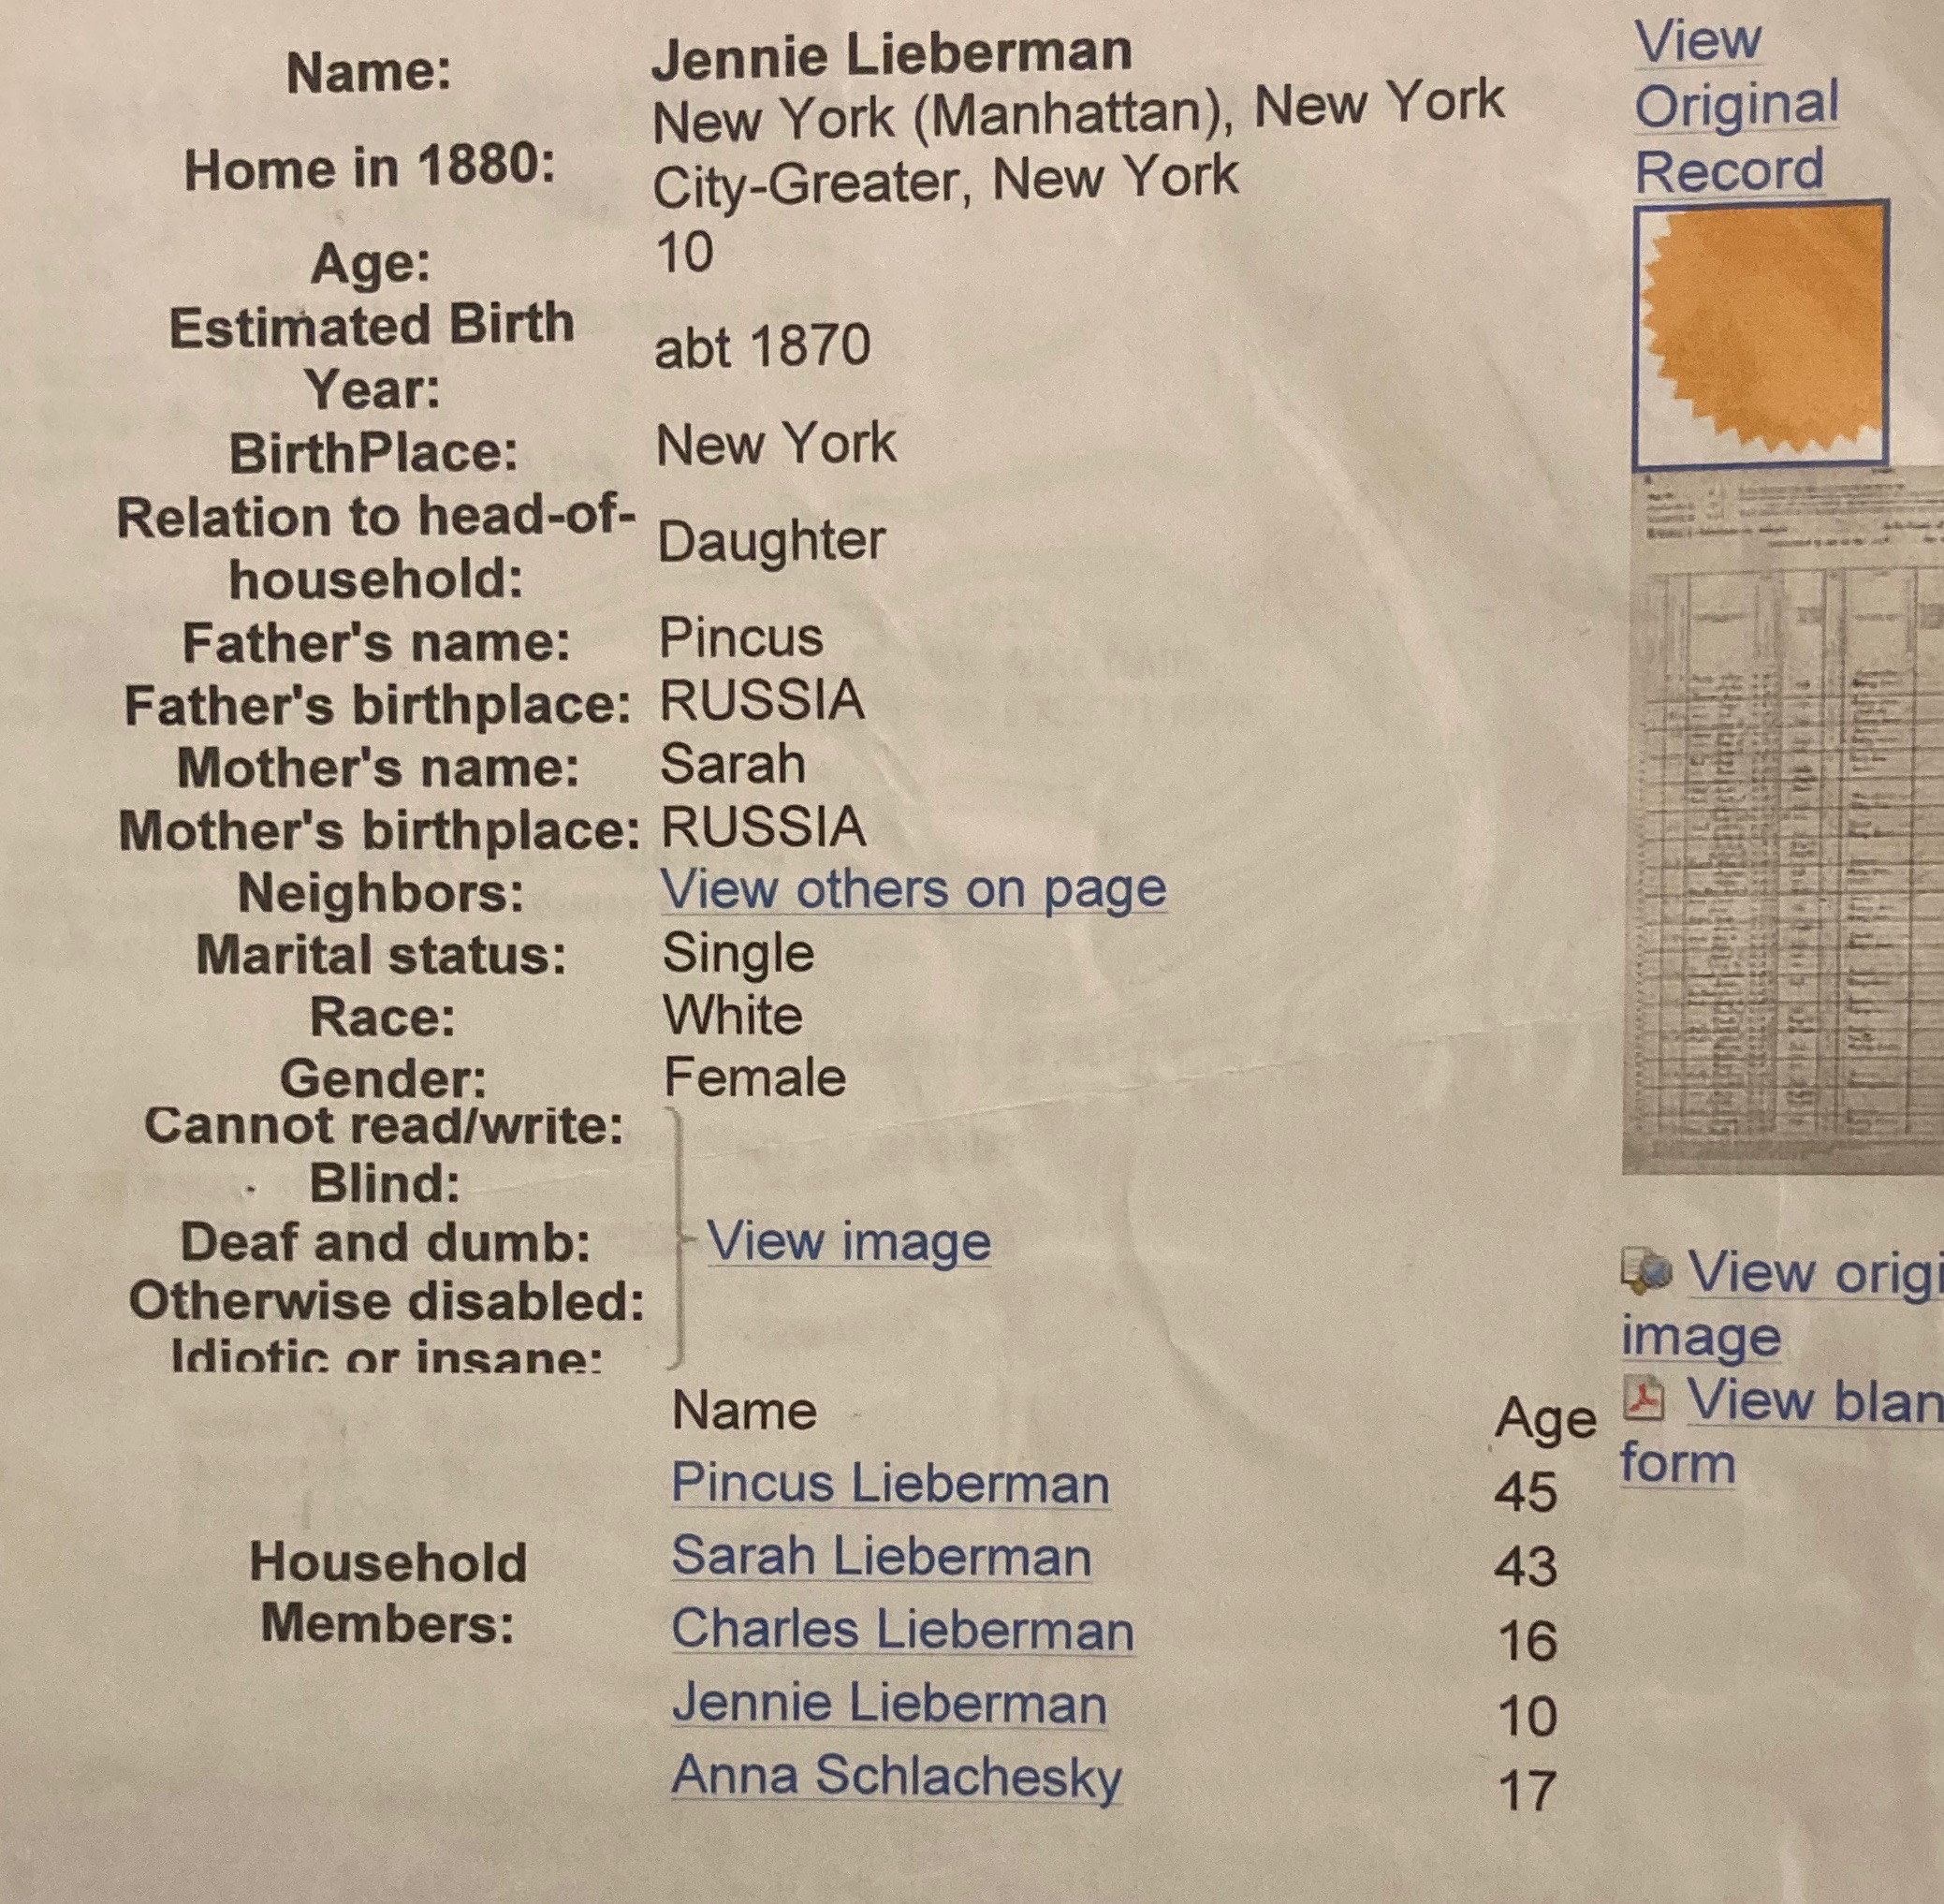 Name: Jennie Lieberman
Home in 1880: New York (Manhattan), New York
City-Greater, New York
Age: 10
Estimated Birth
Year: abt 1870
BirthPlace: New York
Relation to head-of-
household: Daughter
Father's name: Pincus
Father's birthplace: RUSSIA
Mother's name: Sarah
Mother's birthplace: RUSSIA
Neighbors: View others on page
Marital status: Single
Race: White
Gender: Female
Cannot read/write:
Blind:
Deaf and dumb: View image
Otherwise disabled:
Idiotic or insane:
Household
Members:
Name Age
Pincus Lieberman 45
Sarah Lieberman 43
Charles Lieberman 16
Jennie Lieberman 10
Anna Schlachesky 17
View
Original
Record
View origi
image
View blan
form